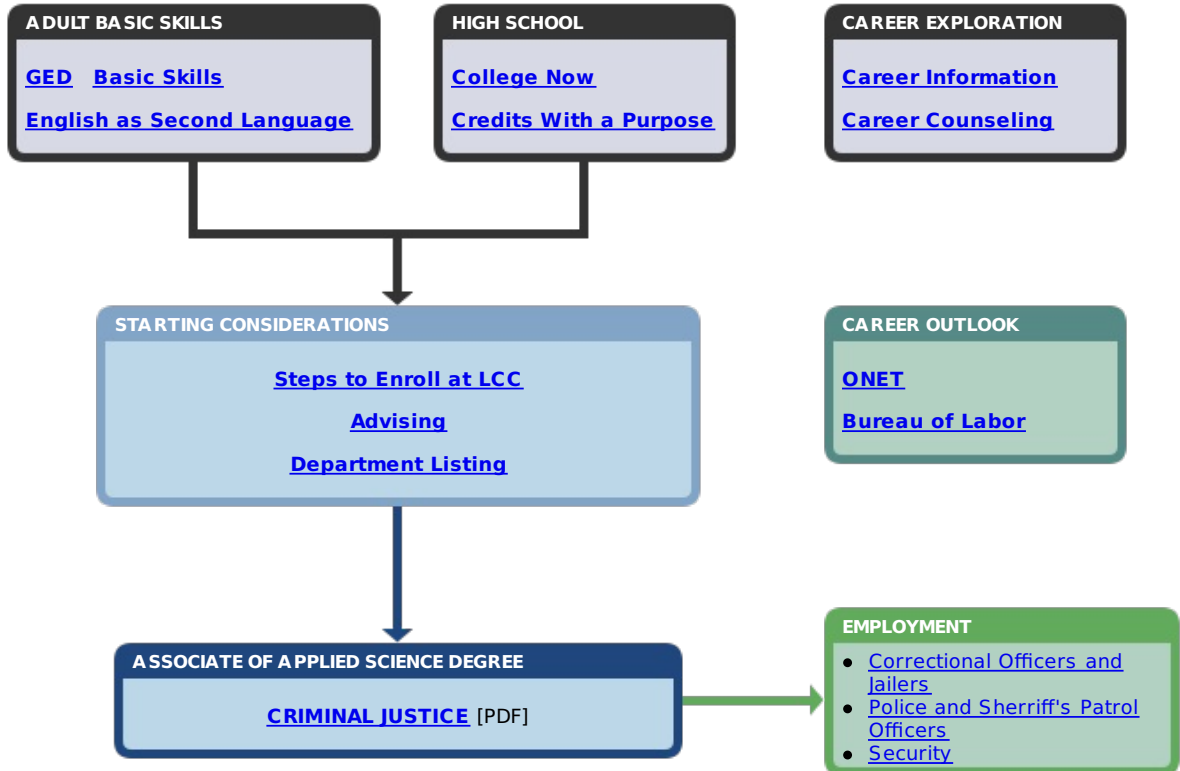 ADULT BASIC SKILLS
GED Basic Skills
English as Second Language
HIGH SCHOOL
College Now
Credits With a Purpose
CAREER EXPLORATION
Career Information
Career Counseling
STARTING CONSIDERATIONS
Steps to Enroll at LCC
Advising
Department Listing
CAREER OUTLOOK
ONET
Bureau of Labor
ASSOCIATE OF APPLIED SCIENCE DEGREE
CRIMINAL JUSTICE [PDF]
EMPLOYMENT
● Correctional Officers and
Jailers
● Police and Sherriff's Patrol
Officers
● Security